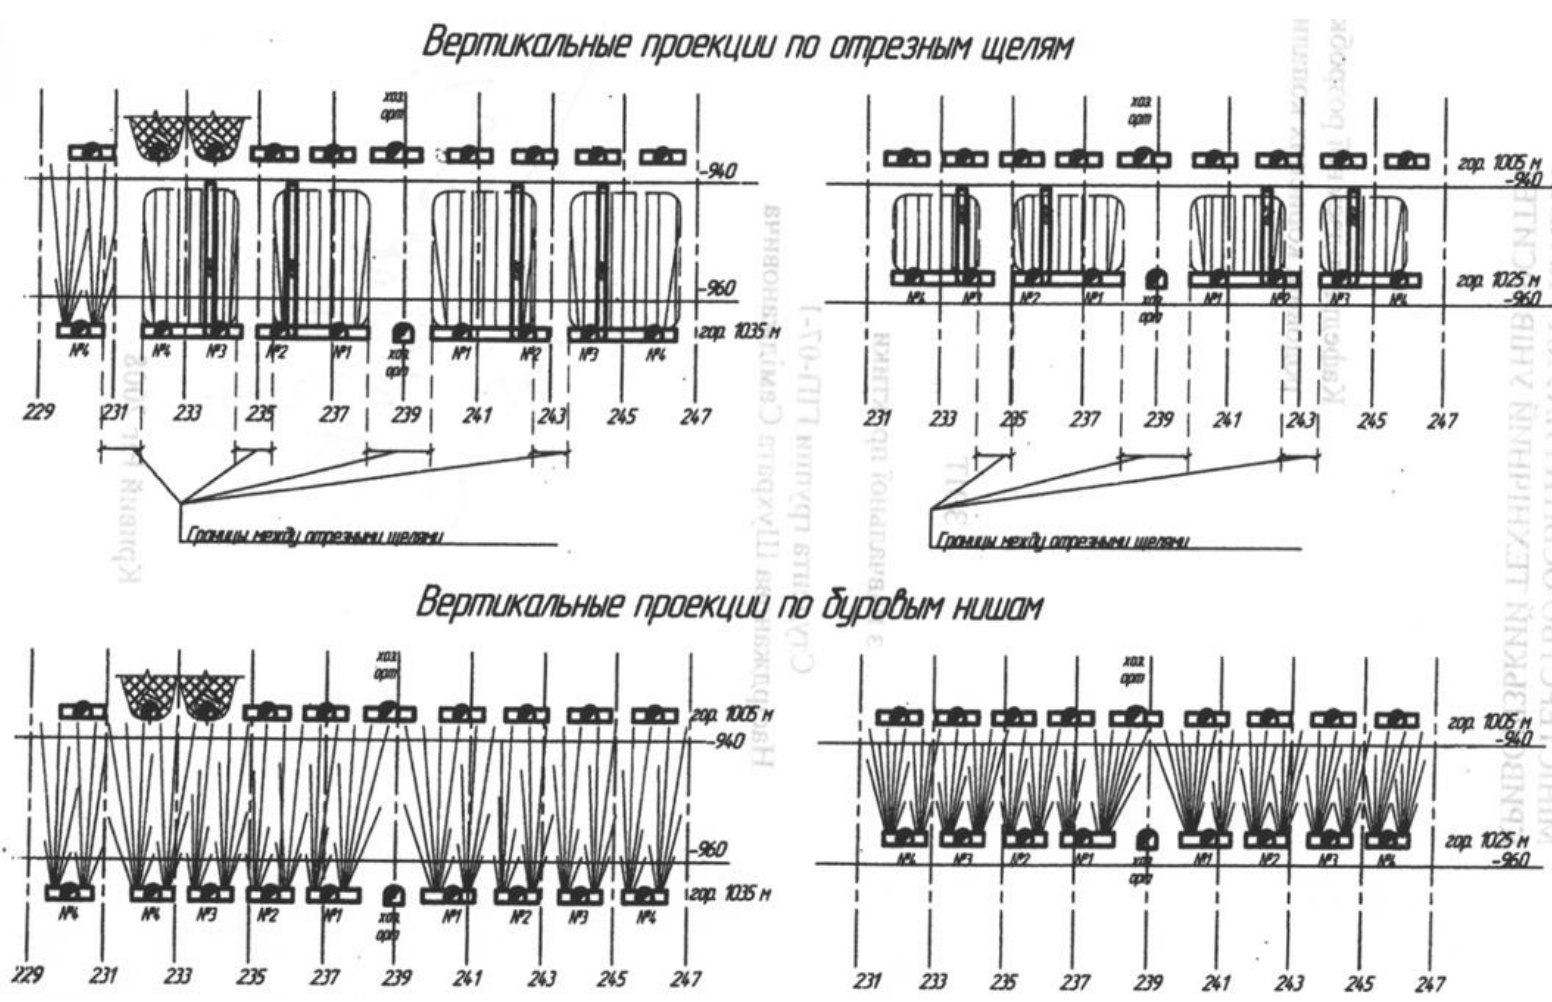 Вертикальные проекции по отрезным щелям
хоз. орт
хоз. орт
гор. 1005 м
-940
-940
-960
гор. 1025 м
-960
гор. 1035 м
№4 №4 №3 №2 №1 хоз. орт №1 №2 №3 №4
№4 №3 №2 №1 хоз. орт №1 №2 №3 №4
229 231 233 235 237 239 241 243 245 247
231 233 235 237 239 241 243 245 247
Границы между отрезными щелями
Границы между отрезными щелями
Вертикальные проекции по буровым нишам
хоз. орт
хоз. орт
гор. 1005 м
-940
гор. 1005 м
-940
-960
гор. 1035 м
гор. 1025 м
-960
№4 №4 №3 №2 №1 хоз. орт №1 №2 №3 №4
№4 №3 №2 №1 хоз. орт №1 №2 №3 №4
229 231 233 235 237 239 241 243 245 247
231 233 235 237 239 241 243 245 247